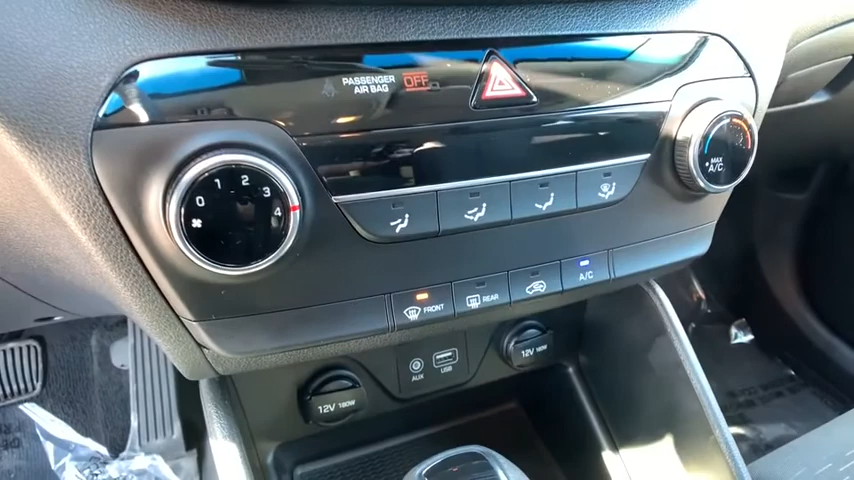 PASSENGER
AIR BAG
OFF
0 1 2 3 4
MAX
A/C
FRONT
REAR
A/C
AUX
USB
12V 180W
12V 180W